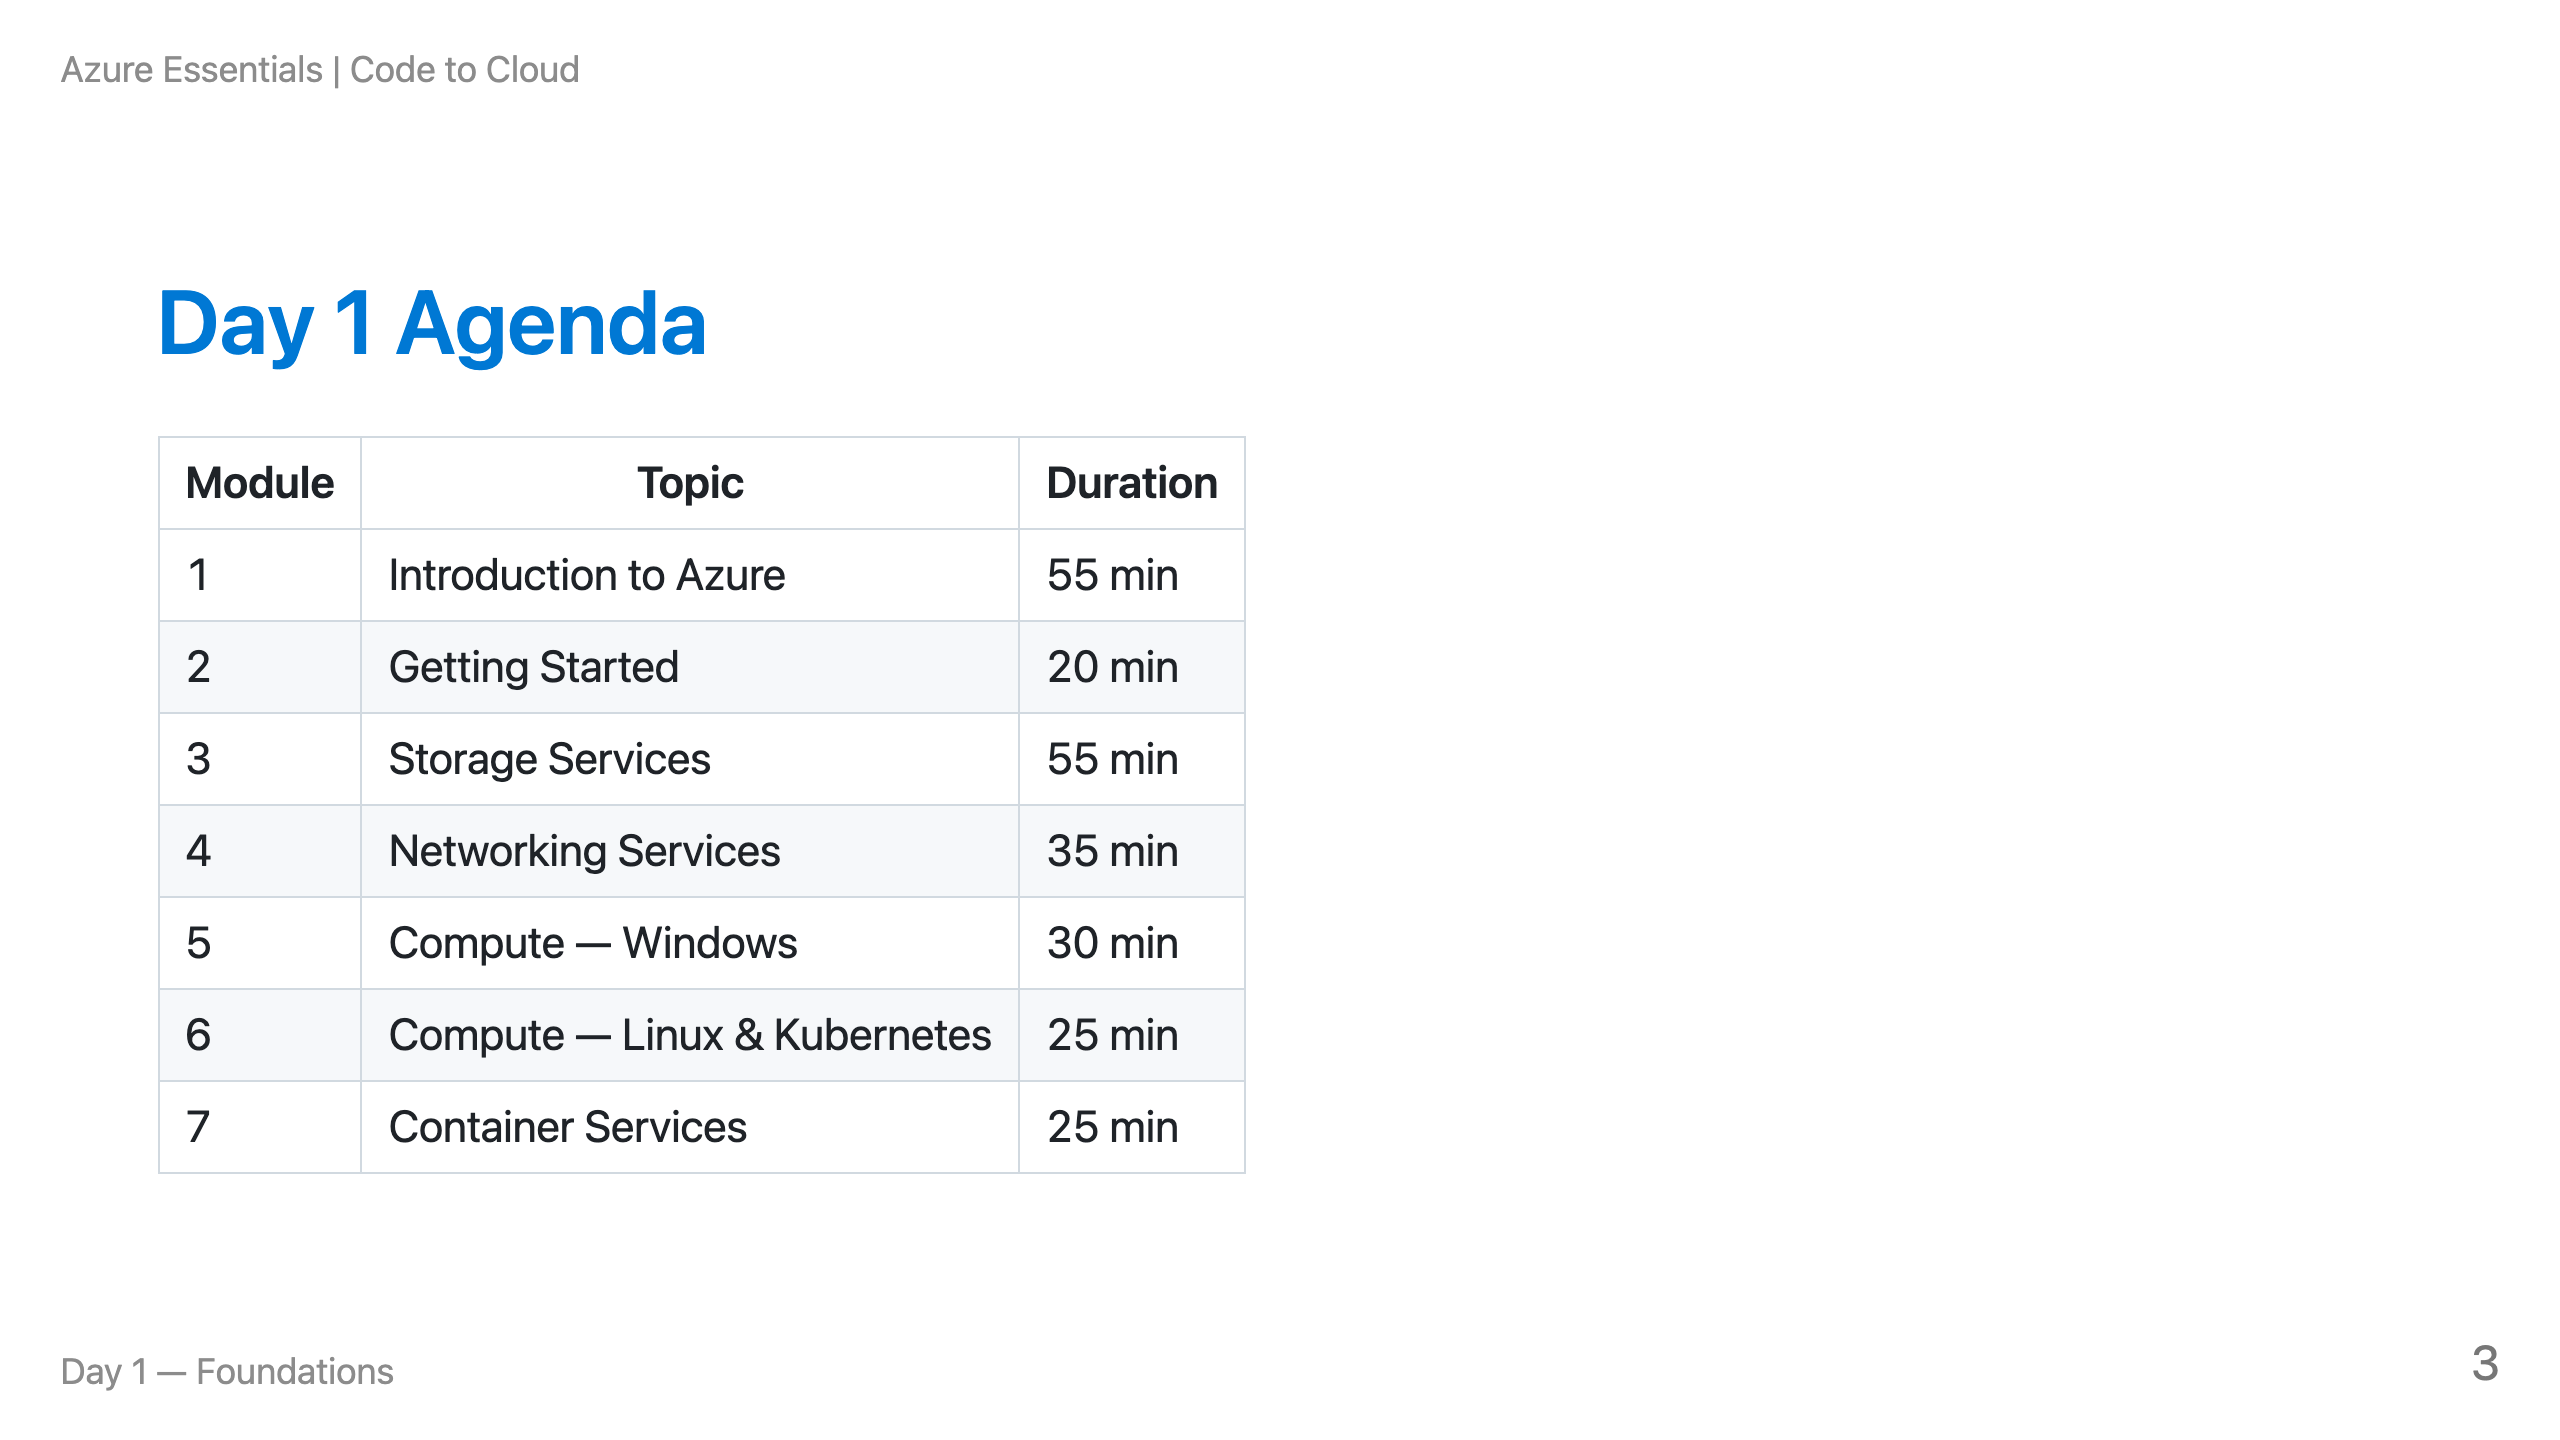 Azure Essentials | Code to Cloud
Day 1 Agenda
Module Topic Duration
1 Introduction to Azure 55 min
2 Getting Started 20 min
3 Storage Services 55 min
4 Networking Services 35 min
5 Compute — Windows 30 min
6 Compute — Linux & Kubernetes 25 min
7 Container Services 25 min
Day 1 — Foundations
3